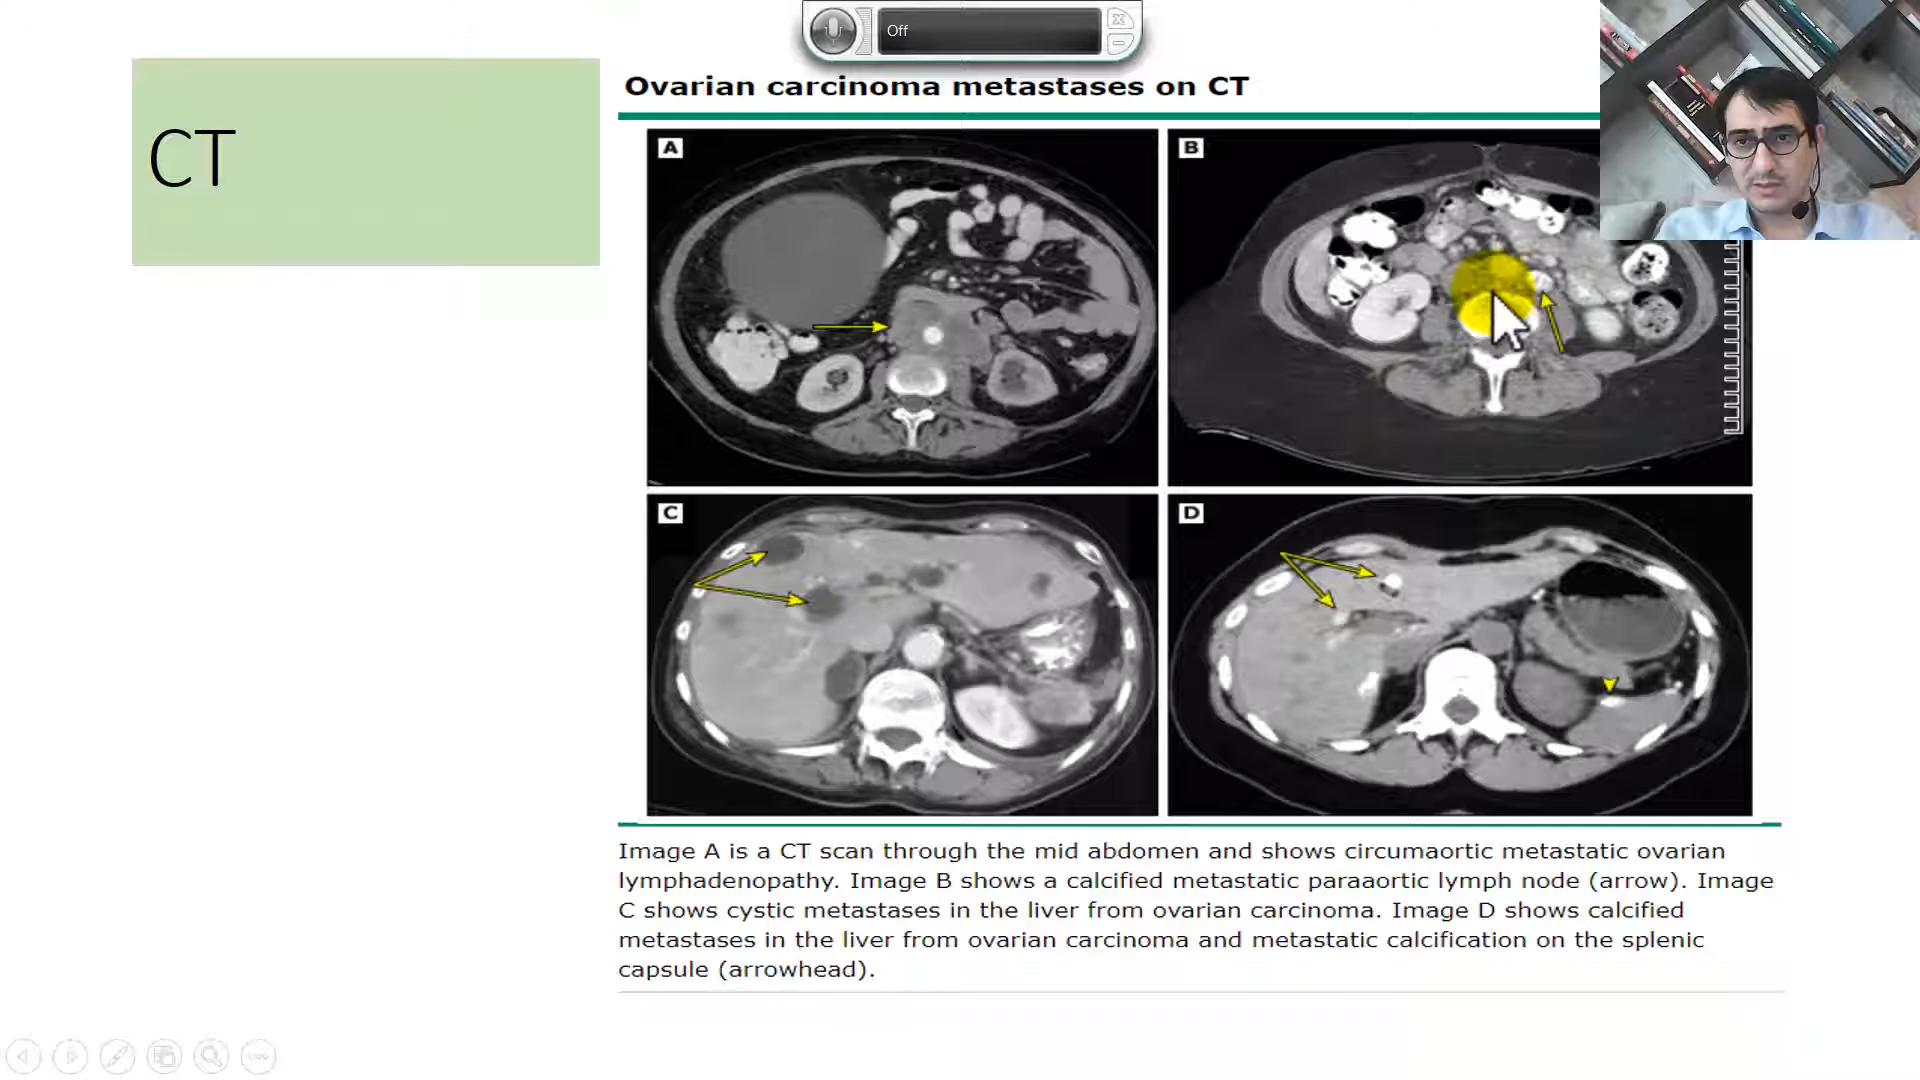 Off
CT
Ovarian carcinoma metastases on CT
A
B
C
D
Image A is a CT scan through the mid abdomen and shows circumaortic metastatic ovarian
lymphadenopathy. Image B shows a calcified metastatic paraaortic lymph node (arrow). Image
C shows cystic metastases in the liver from ovarian carcinoma. Image D shows calcified
metastases in the liver from ovarian carcinoma and metastatic calcification on the splenic
capsule (arrowhead).